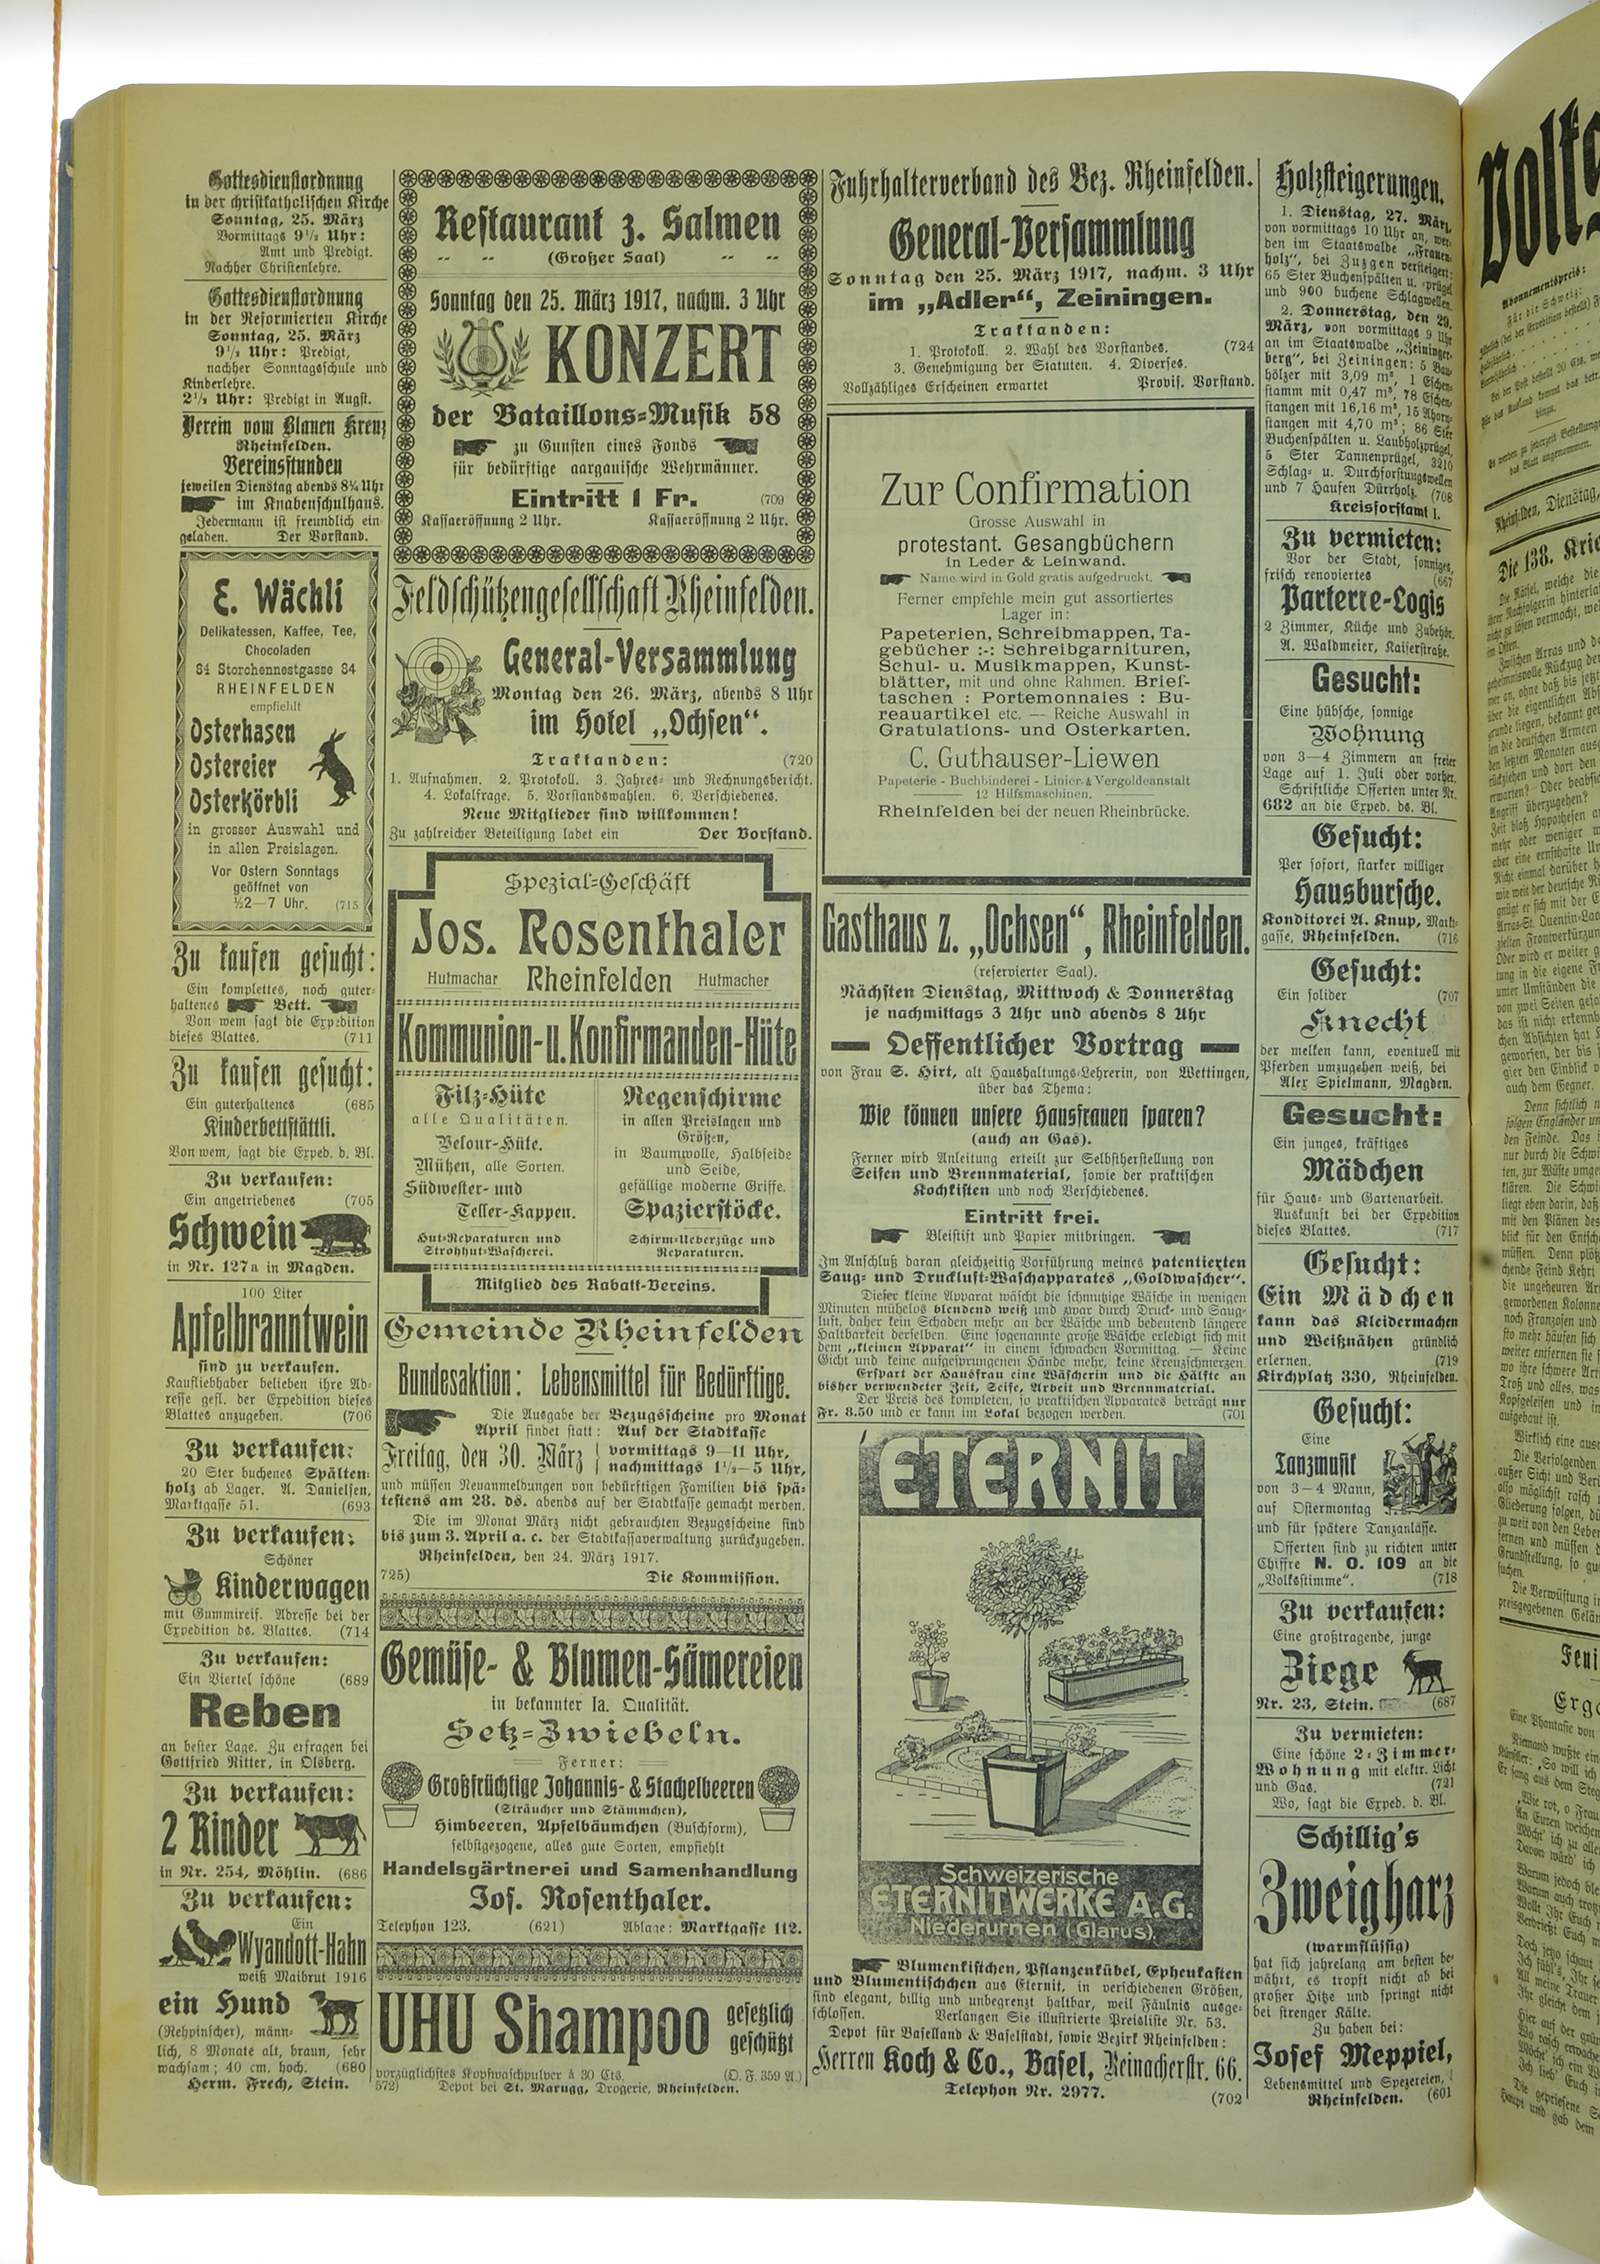 Gottesdienstordnung
in der christkatholischen Kirche
Sonntag, 25. März
Vormittags 9½ Uhr:
Amt und Predigt.
Nachher Christenlehre.
Gottesdienstordnung
in der Reformierten Kirche
Sonntag, 25. März
9½ Uhr: Predigt,
nachher Sonntagsschule und
Kinderlehre.
2½ Uhr: Predigt in Augst.
Verein vom Blauen Kreuz
Rheinfelden.
Vereinsstunden
jeweilen Dienstag abends 8¼ Uhr
im Knabenschulhaus.
Jedermann ist freundlich ein
geladen. Der Vorstand.
E. Wächli
Delikatessen, Kaffee, Tee,
Chocoladen
84 Storchennestgasse 84
RHEINFELDEN
empfiehlt
Osterhasen
Ostereier
Osterkörbli
in grosser Auswahl und
in allen Preislagen.
Vor Ostern Sonntags
geöffnet von
½2—7 Uhr. (715
Zu kaufen gesucht:
Ein komplettes, noch guter-
haltenes Bett.
Von wem sagt die Expedition
dieses Blattes. (711
Zu kaufen gesucht:
Ein guterhaltenes (685
Kinderbettstättli.
Von wem, sagt die Exped. d. Bl.
Zu verkaufen:
Ein angetriebenes (705
Schwein
in Nr. 127a in Magden.
100 Liter
Apfelbranntwein
sind zu verkaufen.
Kaufliebhaber belieben ihre Ad-
resse gefl. der Expedition dieses
Blattes anzugeben. (706
Zu verkaufen:
20 Ster buchenes Spälten-
holz ab Lager. A. Danielsen,
Marktgasse 51. (693
Zu verkaufen:
Schöner
Kinderwagen
mit Gummireif. Adresse bei der
Expedition ds. Blattes. (714
Zu verkaufen:
Ein Viertel schöne (689
Reben
an bester Lage. Zu erfragen bei
Gottfried Ritter, in Olsberg.
Zu verkaufen:
2 Rinder
in Nr. 254, Möhlin. (686
Zu verkaufen:
Ein
Wyandott-Hahn
weiß Maibrut 1916
ein Hund
(Rehpinscher), männ-
lich, 8 Monate alt, braun, sehr
wachsam; 40 cm. hoch. (680
Herm. Frech, Stein.
Restaurant z. Salmen
(Großer Saal)
Sonntag den 25. März 1917, nachm. 3 Uhr
KONZERT
der Bataillons-Musik 58
zu Gunsten eines Fonds
für bedürftige aargauische Wehrmänner.
Eintritt 1 Fr. (709
Kassaeröffnung 2 Uhr. Kassaeröffnung 2 Uhr.
Feldschützengesellschaft Rheinfelden.
General-Versammlung
Montag den 26. März, abends 8 Uhr
im Hotel „Ochsen“.
Traktanden: (720
1. Aufnahmen. 2. Protokoll. 3. Jahres- und Rechnungsbericht.
4. Lokalfrage. 5. Vorstandswahlen. 6. Verschiedenes.
Neue Mitglieder sind willkommen!
Zu zahlreicher Beteiligung ladet ein Der Vorstand.
Spezial-Geschäft
Jos. Rosenthaler
Hutmachar Rheinfelden Hutmacher
Kommunion- u. Konfirmanden-Hüte
Filz-Hüte
alle Qualitäten.
Velour-Hüte.
Mützen, alle Sorten.
Südwester- und
Teller-Kappen.
Hut-Reparaturen und
Strohhut-Wascherei.
Regenschirme
in allen Preislagen und
Größen,
in Baumwolle, Halbseide
und Seide,
gefällige moderne Griffe.
Spazierstöcke.
Schirm-Ueberzüge und
Reparaturen.
Mitglied des Rabatt-Vereins.
Gemeinde Rheinfelden
Bundesaktion: Lebensmittel für Bedürftige.
Die Ausgabe der Bezugsscheine pro Monat
April findet statt: Auf der Stadtkasse
Freitag, den 30. März { vormittags 9—11 Uhr,
nachmittags 1½—5 Uhr,
und müssen Neuanmeldungen von bedürftigen Familien bis spä-
testens am 28. ds. abends auf der Stadtkasse gemacht werden.
Die im Monat März nicht gebrauchten Bezugsscheine sind
bis zum 3. April a. c. der Stadtkassaverwaltung zurückzugeben.
Rheinfelden, den 24. März 1917.
725) Die Kommission.
Gemüse- & Blumen-Sämereien
in bekannter Ia. Qualität.
Setz-Zwiebeln.
Ferner:
Großfrüchtige Johannis- & Stachelbeeren
(Sträucher und Stämmchen),
Himbeeren, Apfelbäumchen (Buschform),
selbstgezogene, alles gute Sorten, empfiehlt
Handelsgärtnerei und Samenhandlung
Jos. Rosenthaler.
Telephon 123. (621) Ablage: Marktgasse 112.
UHU Shampoo gesetzlich
geschützt
vorzüglichstes Kopfwaschpulver à 30 Cts. (O. F. 359 A.)
572) Depot bei St. Marugg, Drogerie, Rheinfelden.
Fuhrhalterverband des Bez. Rheinfelden.
General-Versammlung
Sonntag den 25. März 1917, nachm. 3 Uhr
im „Adler“, Zeiningen.
Traktanden:
1. Protokoll. 2. Wahl des Vorstandes. (724
3. Genehmigung der Statuten. 4. Diverses.
Vollzähliges Erscheinen erwartet Provis. Vorstand.
Zur Confirmation
Grosse Auswahl in
protestant. Gesangbüchern
in Leder & Leinwand.
Name wird in Gold gratis aufgedruckt.
Ferner empfehle mein gut assortiertes
Lager in:
Papeterien, Schreibmappen, Ta-
gebücher :-: Schreibgarnituren,
Schul- u. Musikmappen, Kunst-
blätter, mit und ohne Rahmen. Brief-
taschen : Portemonnaies : Bu-
reauartikel etc. — Reiche Auswahl in
Gratulations- und Osterkarten.
C. Guthauser-Liewen
Papeterie - Buchbinderei - Linier- & Vergoldeanstalt
12 Hilfsmaschinen.
Rheinfelden bei der neuen Rheinbrücke.
Gasthaus z. „Ochsen“, Rheinfelden.
(reservierter Saal).
Nächsten Dienstag, Mittwoch & Donnerstag
je nachmittags 3 Uhr und abends 8 Uhr
Oeffentlicher Vortrag
von Frau S. Hirt, alt Haushaltungs-Lehrerin, von Wettingen,
über das Thema:
Wie können unsere Hausfrauen sparen?
(auch an Gas).
Ferner wird Anleitung erteilt zur Selbstherstellung von
Seifen und Brennmaterial, sowie der praktischen
Kochkisten und noch Verschiedenes.
Eintritt frei.
Bleistift und Papier mitbringen.
Im Anschluß daran gleichzeitig Vorführung meines patentierten
Saug- und Druckluft-Waschapparates „Goldwascher“.
Dieser kleine Apparat wäscht die schmutzige Wäsche in wenigen
Minuten mühelos blendend weiß und zwar durch Druck- und Saug-
luft, daher kein Schaden mehr an der Wäsche und bedeutend längere
Haltbarkeit derselben. Eine sogenannte große Wäsche erledigt sich mit
dem „kleinen Apparat“ in einem schwachen Vormittag. — Keine
Gicht und keine aufgesprungenen Hände mehr, keine Kreuzschmerzen.
Erspart der Hausfrau eine Wäscherin und die Hälfte an
bisher verwendeter Zeit, Seife, Arbeit und Brennmaterial.
Der Preis des kompleten, so praktischen Apparates beträgt nur
Fr. 8.50 und er kann im Lokal bezogen werden. (701
ETERNIT
Schweizerische
ETERNITWERKE A.G.
Niederurnen (Glarus)
Blumenkistchen, Pflanzenkübel, Epheukasten
und Blumentischchen aus Eternit, in verschiedenen Größen,
sind elegant, billig und unbegrenzt haltbar, weil Fäulnis ausge-
schlossen. Verlangen Sie illustrierte Preisliste Nr. 53.
Depot für Baselland & Baselstadt, sowie Bezirk Rheinfelden:
Herren Koch & Co., Basel, Reinacherstr. 66.
Telephon Nr. 2977.
(702
Holzsteigerungen.
1. Dienstag, 27. März,
von vormittags 10 Uhr an, wer-
den im Staatswalde „Frauen-
holz“, bei Zuzgen versteigert:
65 Ster Buchenspälten u. -prügel
und 900 buchene Schlagwellen.
2. Donnerstag, den 29.
März, von vormittags 9 Uhr
an im Staatswalde „Zeininger-
berg“, bei Zeiningen: 5 Bau-
hölzer mit 3,09 m³, 1 Eschen-
stamm mit 0,47 m³, 78 Eschen-
stangen mit 16,16 m³, 15 Ahorn-
stangen mit 4,70 m³; 86 Ster
Buchenspälten u. Laubholzprügel,
5 Ster Tannenprügel, 3210
Schlag- u. Durchforstungswellen
und 7 Haufen Dürrholz. (708
Kreisforstamt I.
Zu vermieten:
Vor der Stadt, sonniges,
frisch renoviertes (667
Parterre-Logis
2 Zimmer, Küche und Zubehör.
A. Waldmeier, Kaiserstraße.
Gesucht:
Eine hübsche, sonnige
Wohnung
von 3—4 Zimmern an freier
Lage auf 1. Juli oder vorher.
Schriftliche Offerten unter Nr.
682 an die Exped. ds. Bl.
Gesucht:
Per sofort, starker williger
Hausbursche.
Konditorei A. Knup, Markt-
gasse, Rheinfelden. (716
Gesucht:
Ein solider (707
Knecht
der melken kann, eventuell mit
Pferden umzugehen weiß, bei
Alex Spielmann, Magden.
Gesucht:
Ein junges, kräftiges
Mädchen
für Haus- und Gartenarbeit.
Auskunft bei der Expedition
dieses Blattes. (717
Gesucht:
Ein Mädchen
kann das Kleidermachen
und Weißnähen gründlich
erlernen. (719
Kirchplatz 330, Rheinfelden.
Gesucht:
Eine
Tanzmusik
von 3—4 Mann,
auf Ostermontag
und für spätere Tanzanlässe.
Offerten sind zu richten unter
Chiffre N. O. 109 an die
„Volksstimme“. (718
Zu verkaufen:
Eine großtragende, junge
Ziege
Nr. 23, Stein. (687
Zu vermieten:
Eine schöne 2-Zimmer-
Wohnung mit elektr. Licht
und Gas. (721
Wo, sagt die Exped. d. Bl.
Schillig's
Zweigharz
(warmflüssig)
hat sich jahrelang am besten be-
währt, es tropft nicht ab bei
großer Hitze und springt nicht
bei strenger Kälte.
Zu haben bei:
Josef Meppiel,
Lebensmittel und Spezereien,
Rheinfelden. (601
Volks
Abonnementspreis:
Für die Schweiz:
Rheinfelden, Dienstag,
Die 138. Krie